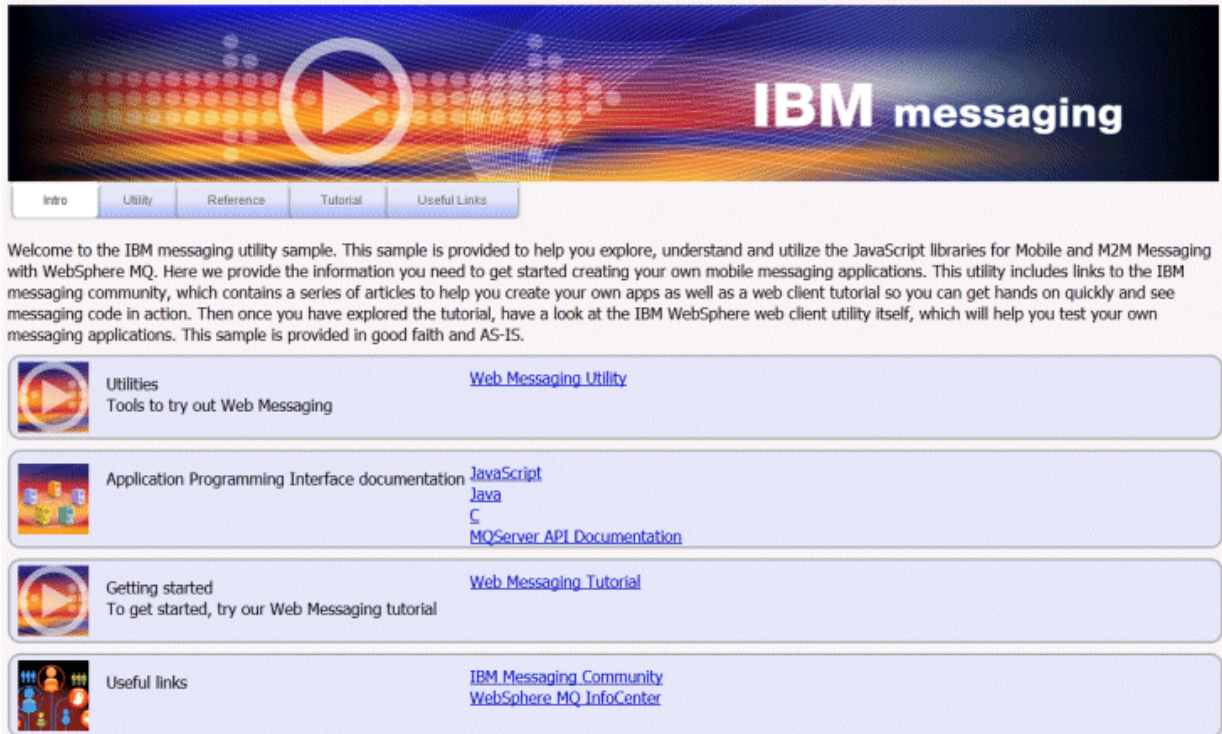 IBM messaging
Intro Utility Reference Tutorial Useful Links
Welcome to the IBM messaging utility sample. This sample is provided to help you explore, understand and utilize the JavaScript libraries for Mobile and M2M Messaging
with WebSphere MQ. Here we provide the information you need to get started creating your own mobile messaging applications. This utility includes links to the IBM
messaging community, which contains a series of articles to help you create your own apps as well as a web client tutorial so you can get hands on quickly and see
messaging code in action. Then once you have explored the tutorial, have a look at the IBM WebSphere web client utility itself, which will help you test your own
messaging applications. This sample is provided in good faith and AS-IS.
Utilities
Tools to try out Web Messaging
Web Messaging Utility
Application Programming Interface documentation
JavaScript
Java
C
MQServer API Documentation
Getting started
To get started, try our Web Messaging tutorial
Web Messaging Tutorial
Useful links
IBM Messaging Community
WebSphere MQ InfoCenter